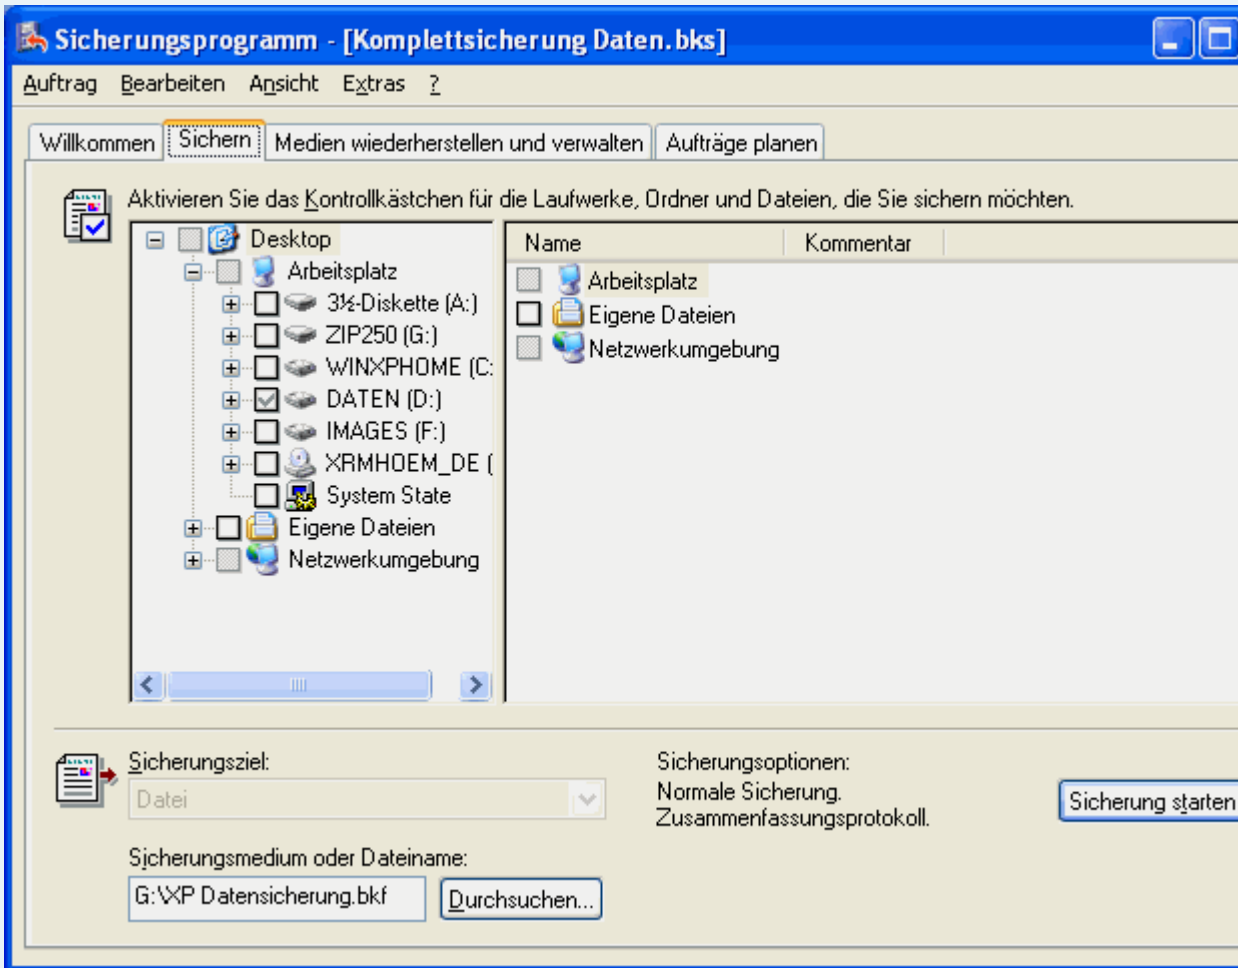 Sicherungsprogramm - [Komplettsicherung Daten.bks]
Auftrag Bearbeiten Ansicht Extras ?
Willkommen Sichern Medien wiederherstellen und verwalten Aufträge planen
Aktivieren Sie das Kontrollkästchen für die Laufwerke, Ordner und Dateien, die Sie sichern möchten.
Desktop
Arbeitsplatz
3½-Diskette (A:)
ZIP250 (G:)
WINXPHOME (C:
DATEN (D:)
IMAGES (F:)
XRMHOEM_DE (
System State
Eigene Dateien
Netzwerkumgebung
Name Kommentar
Arbeitsplatz
Eigene Dateien
Netzwerkumgebung
Sicherungsziel:
Datei
Sicherungsmedium oder Dateiname:
G:\XP Datensicherung.bkf Durchsuchen...
Sicherungsoptionen:
Normale Sicherung.
Zusammenfassungsprotokoll.
Sicherung starten